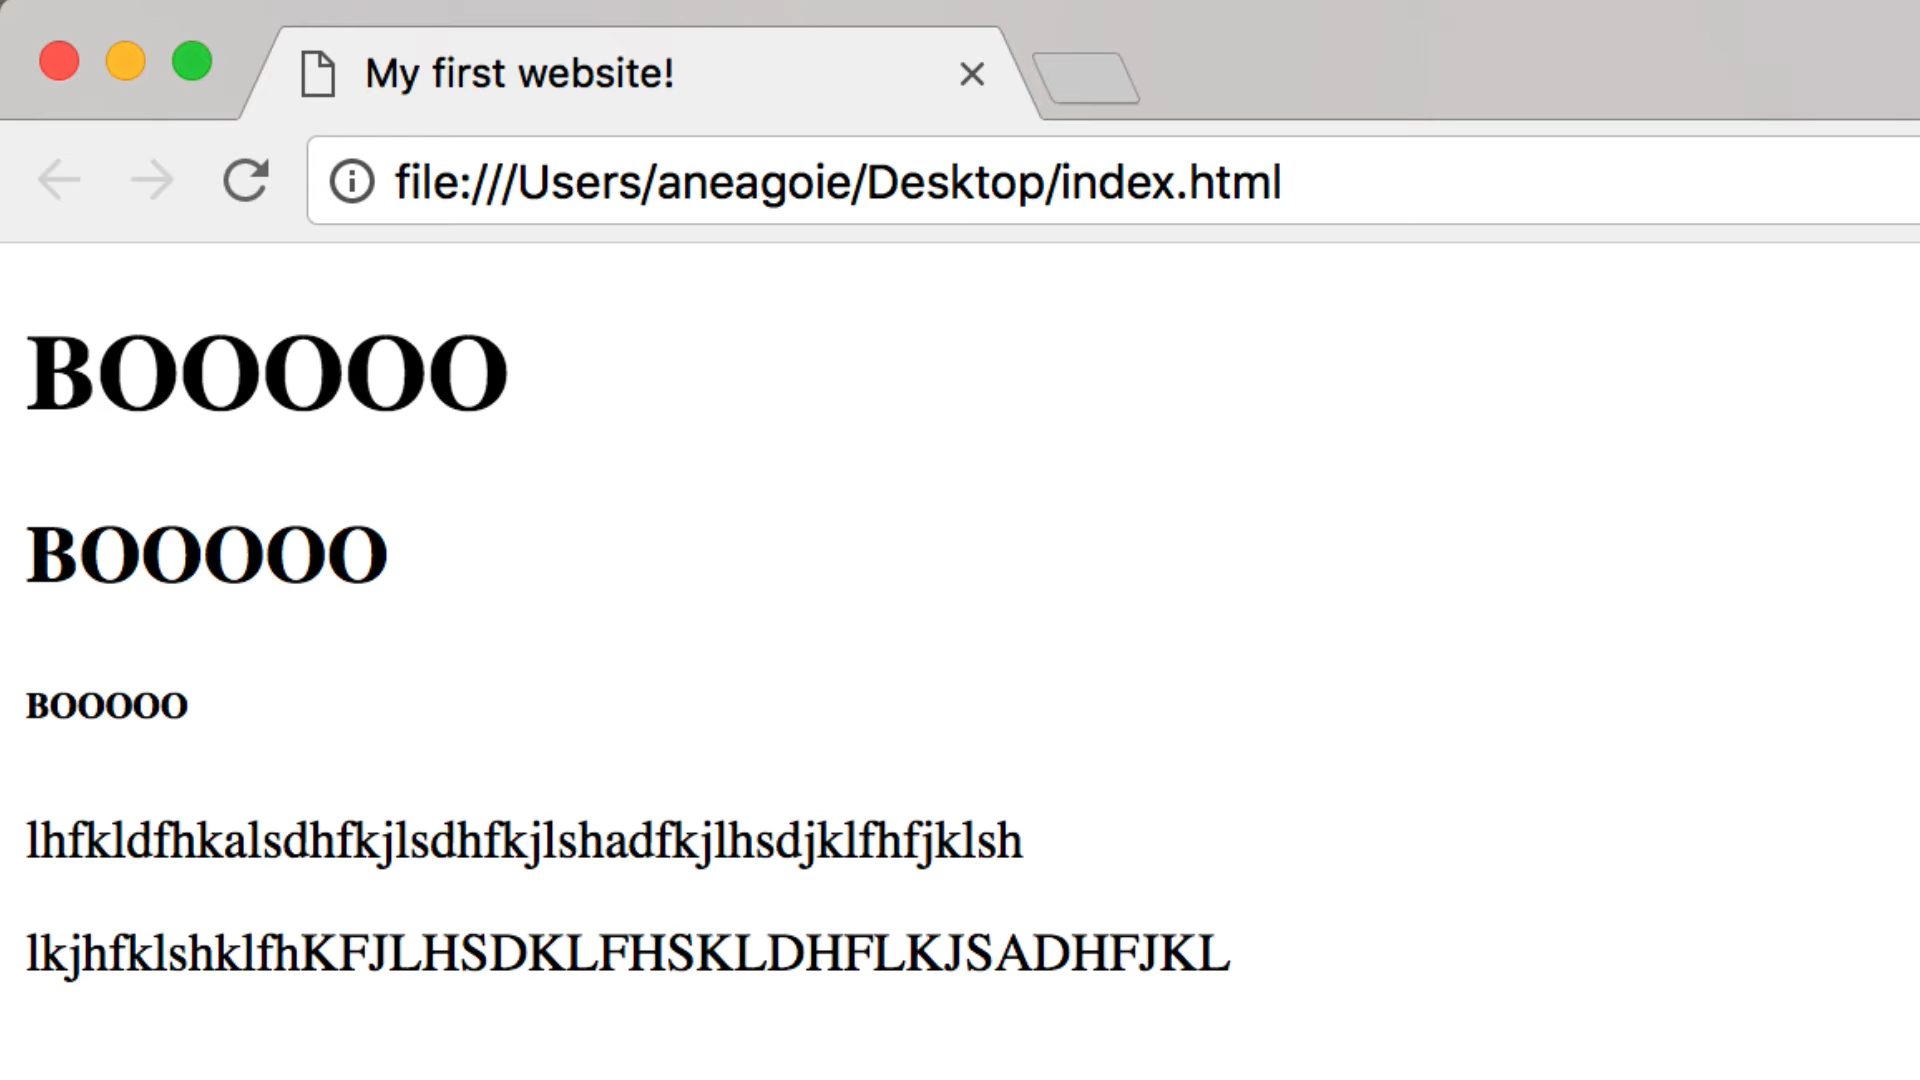 My first website!
file:///Users/aneagoie/Desktop/index.html
BOOOOO
BOOOOO
BOOOOO
lhfkldfhkalsdhfkjlsdhfkjlshadfkjlhsdjklfhfjklsh
lkjhfklshklfhKFJLHSDKLFHSKLDHFLKJSADHFJKL